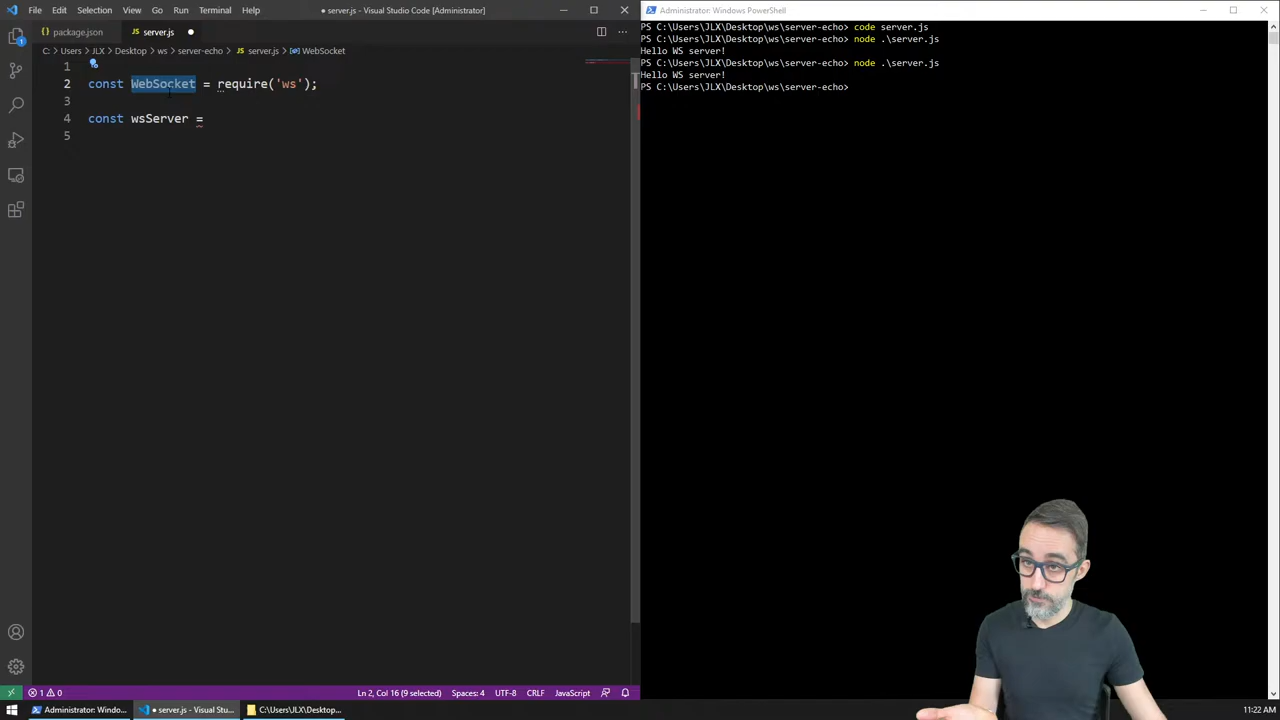 File Edit Selection View Go Run Terminal Help ● server.js - Visual Studio Code [Administrator]
package.json
JS server.js ●
C: > Users > JLX > Desktop > ws > server-echo > JS server.js > WebSocket
1
2 const WebSocket = require('ws');
3
4 const wsServer =
5
1 0
Ln 2, Col 16 (9 selected) Spaces: 4 UTF-8 CRLF JavaScript
Administrator: Windows PowerShell
PS C:\Users\JLX\Desktop\ws\server-echo> code server.js
PS C:\Users\JLX\Desktop\ws\server-echo> node .\server.js
Hello WS server!
PS C:\Users\JLX\Desktop\ws\server-echo> node .\server.js
Hello WS server!
PS C:\Users\JLX\Desktop\ws\server-echo>
Administrator: Windo...
● server.js - Visual Stu...
C:\Users\JLX\Desktop...
11:22 AM